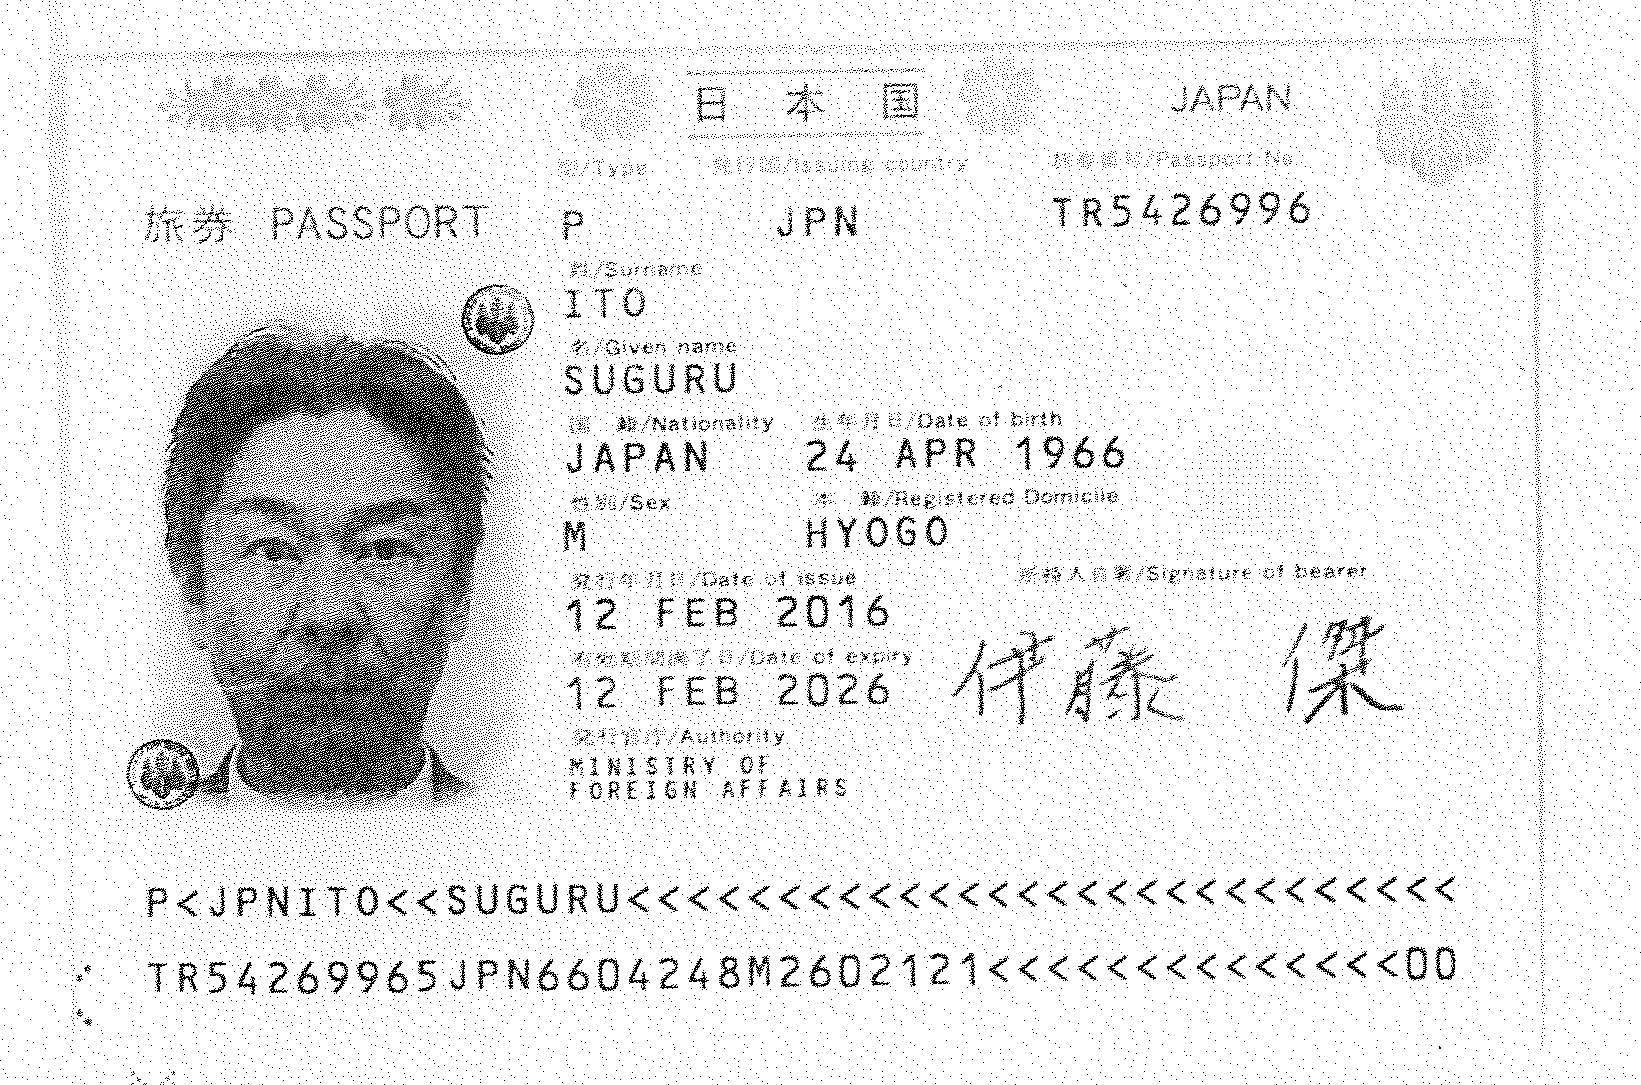 日本国 JAPAN
型/Type 発行国/Issuing country 旅券番号/Passport No.
旅券 PASSPORT P JPN TR5426996
姓/Surname
ITO
名/Given name
SUGURU
国 籍/Nationality 生年月日/Date of birth
JAPAN 24 APR 1966
性別/Sex 本 籍/Registered Domicile
M HYOGO
発行年月日/Date of issue 所持人自署/Signature of bearer
12 FEB 2016
伊藤 傑
有効期間満了日/Date of expiry
12 FEB 2026
発行官庁/Authority
MINISTRY OF
FOREIGN AFFAIRS
P<JPNITO<<SUGURU<<<<<<<<<<<<<<<<<<<<<<<<<<<<
TR54269965JPN6604248M2602121<<<<<<<<<<<<<<00